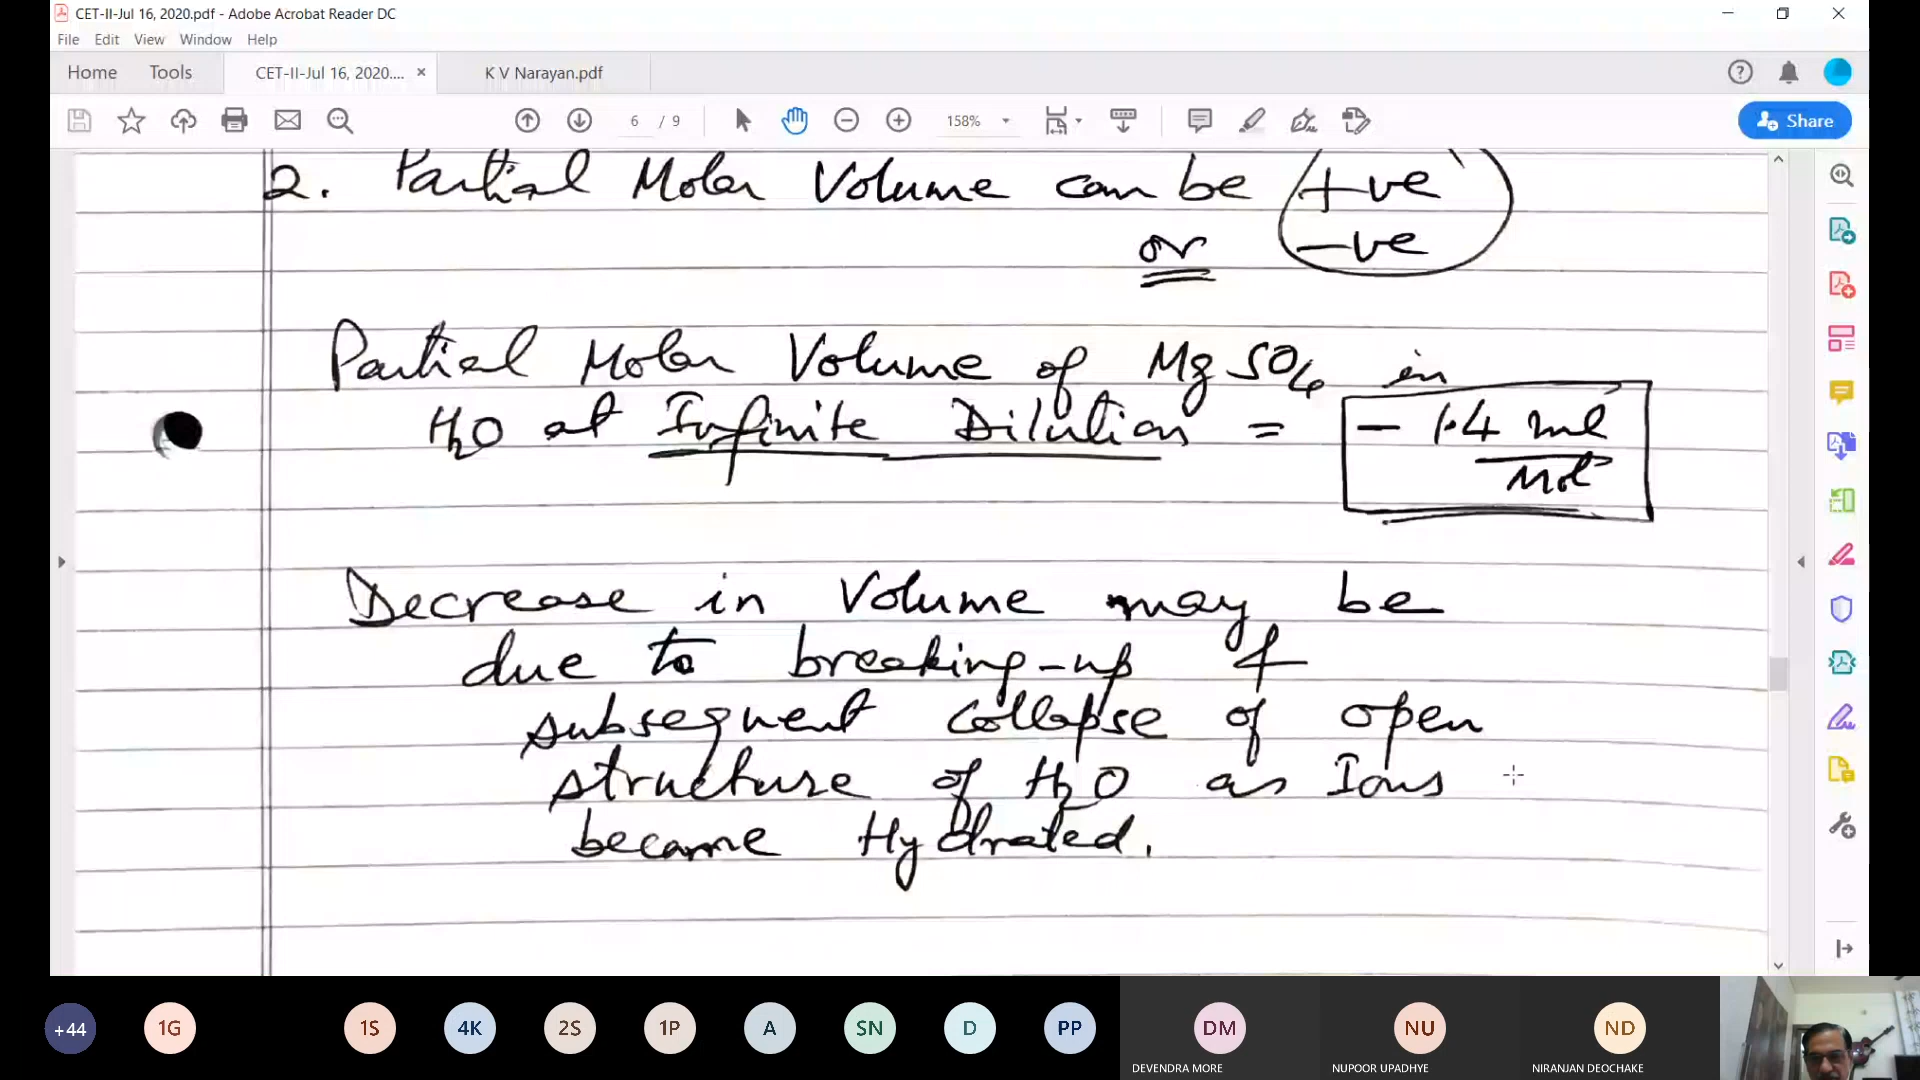 CET-II-Jul 16, 2020.pdf - Adobe Acrobat Reader DC
File Edit View Window Help
Home Tools CET-II-Jul 16, 2020.... × K V Narayan.pdf
6 / 9 158% Share
2. Partial Molar Volume can be +ve
or -ve
Partial Molar Volume of MgSO4 in
H2O at Infinite Dilution = - 1.4 ml
Mol
Decrease in Volume may be
due to breaking-up &
subsequent collapse of open
structure of H2O as Ions
became Hydrated.
+44 1G 1S 4K 2S 1P A SN D PP DM NU ND
DEVENDRA MORE NUPOOR UPADHYE NIRANJAN DEOCHAKE